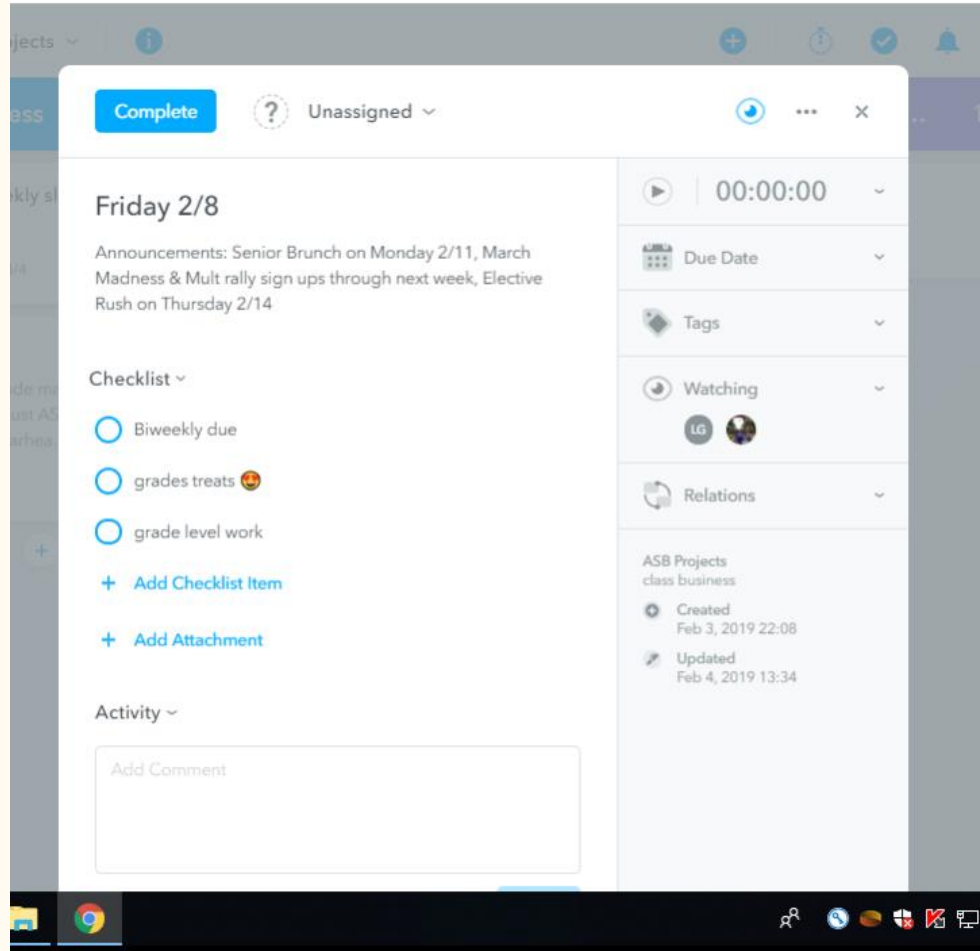 jects
Complete
?
Unassigned
ess
Friday 2/8
Announcements: Senior Brunch on Monday 2/11, March
Madness & Mult rally sign ups through next week, Elective
Rush on Thursday 2/14
Checklist
Biweekly due
grades treats 😍
grade level work
+ Add Checklist Item
+ Add Attachment
Activity
Add Comment
00:00:00
Due Date
Tags
Watching
LG
Relations
ASB Projects
class business
Created
Feb 3, 2019 22:08
Updated
Feb 4, 2019 13:34